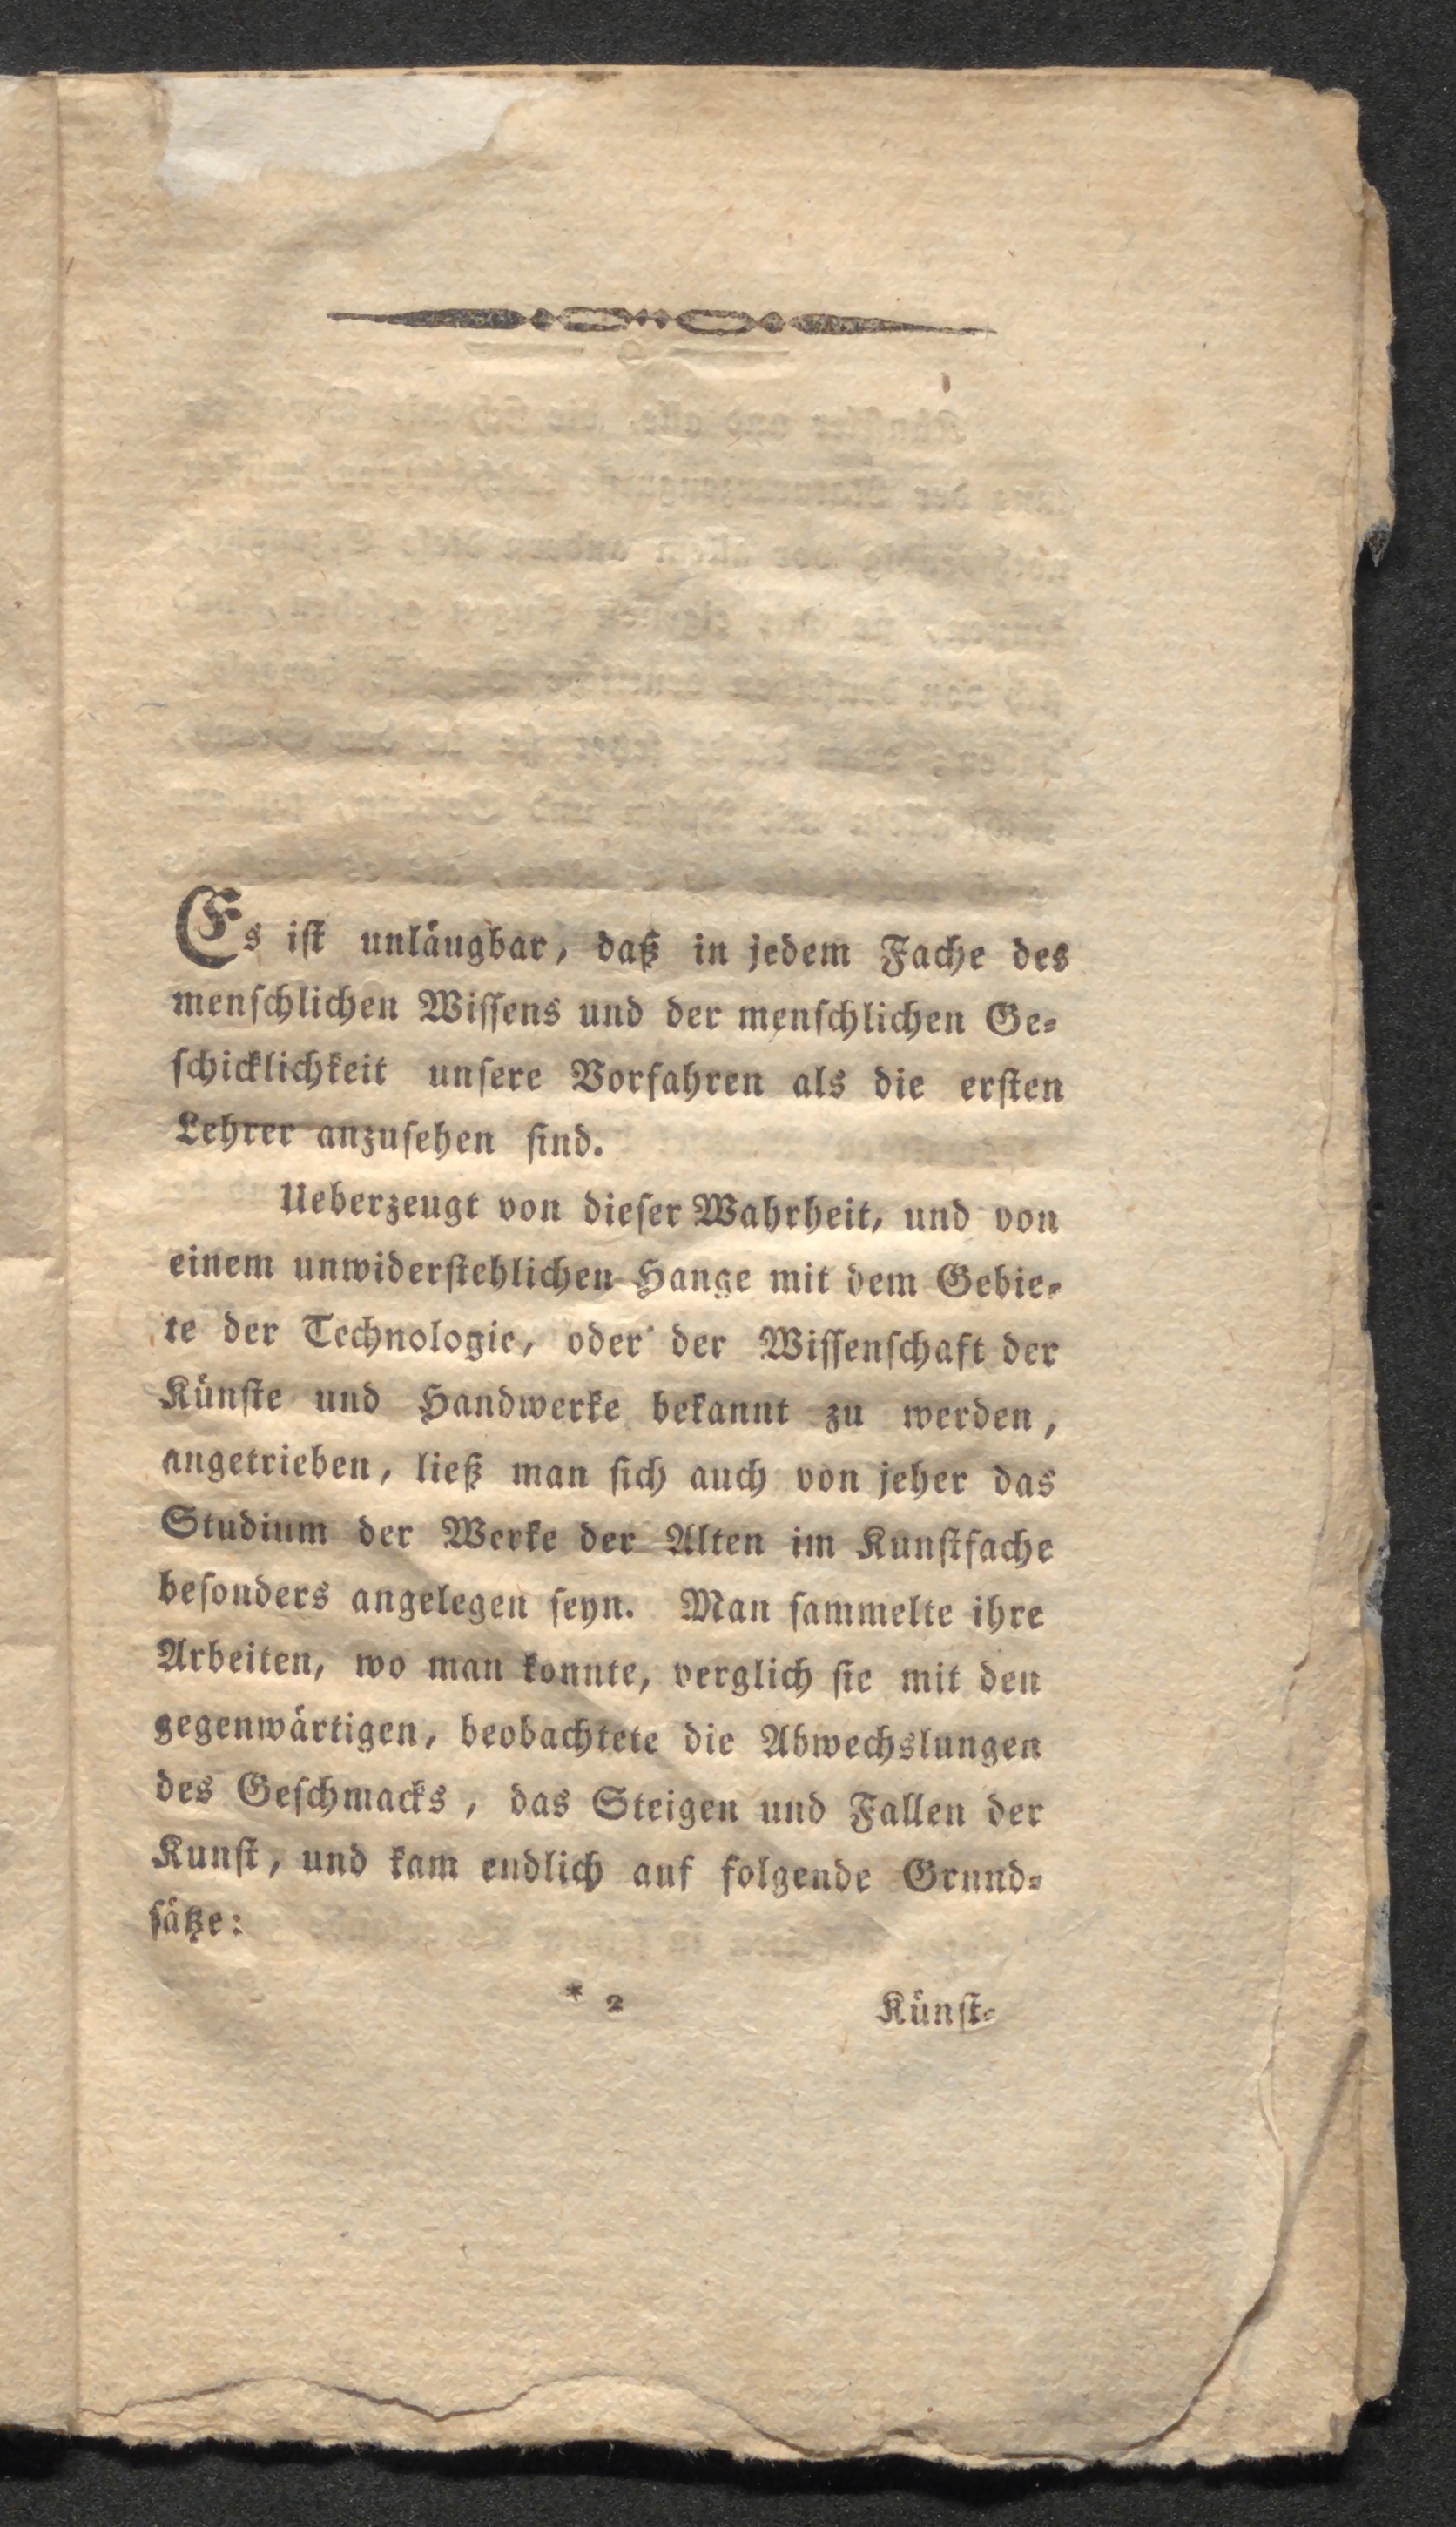 Es iſt unläugbar, daß in jedem Fache des
menſchlichen Wiſſens und der menſchlichen Ge⸗
ſchicklichkeit unſere Vorfahren als die erſten
Lehrer anzuſehen ſind.
Ueberzeugt von dieſer Wahrheit, und von
einem unwiderſtehlichen Hange mit dem Gebie⸗
te der Technologie, oder der Wiſſenſchaft der
Künſte und Handwerke bekannt zu werden,
angetrieben, ließ man ſich auch von jeher das
Studium der Werke der Alten im Kunſtfache
beſonders angelegen ſeyn. Man ſammelte ihre
Arbeiten, wo man konnte, verglich ſie mit den
gegenwärtigen, beobachtete die Abwechslungen
des Geſchmacks, das Steigen und Fallen der
Kunſt, und kam endlich auf folgende Grund⸗
ſätze:
* 2 Künſt⸗